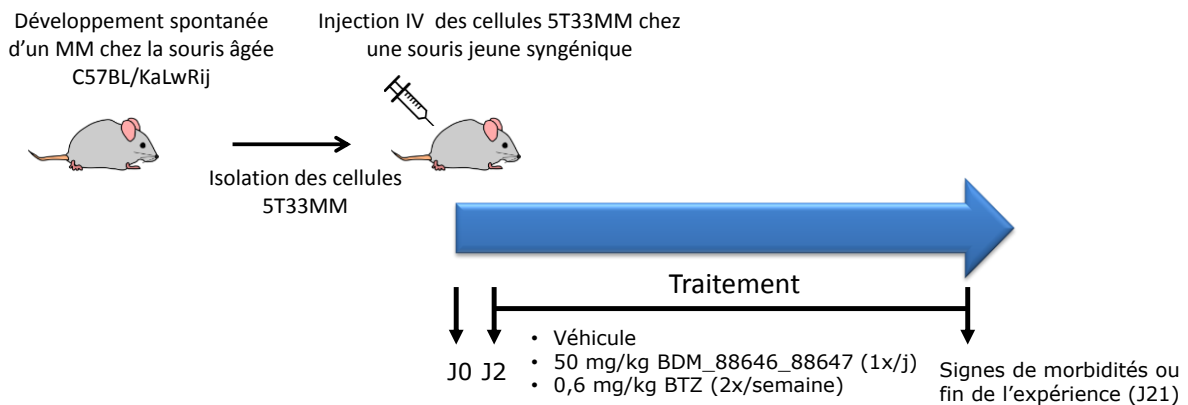 Développement spontanée
d'un MM chez la souris âgée
C57BL/KaLwRij
Injection IV des cellules 5T33MM chez
une souris jeune syngénique
Isolation des cellules
5T33MM
Traitement
J0 J2
• Véhicule
• 50 mg/kg BDM_88646_88647 (1x/j)
• 0,6 mg/kg BTZ (2x/semaine)
Signes de morbidités ou
fin de l'expérience (J21)